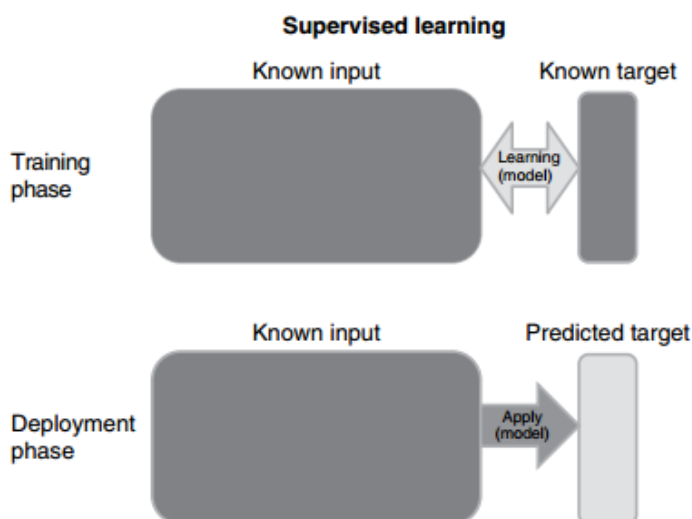 Supervised learning
Known input
Known target
Training
phase
Learning
(model)
Known input
Predicted target
Deployment
phase
Apply
(model)